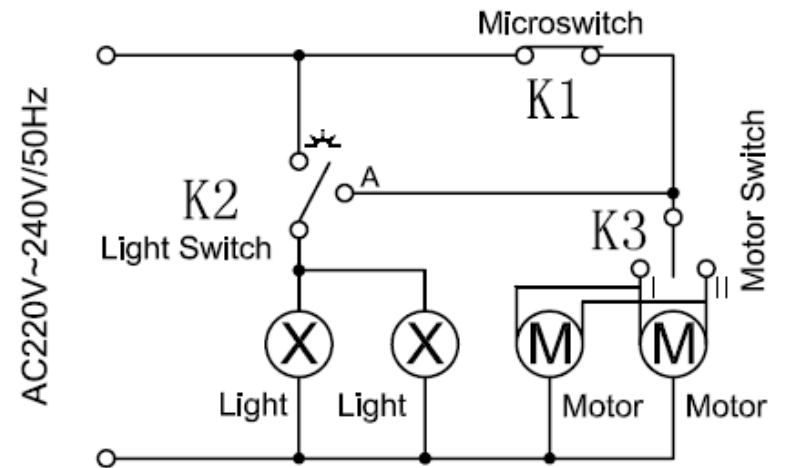 Microswitch
K1
AC220V~240V/50Hz
A
K2
Light Switch
K3
Motor Switch
I
II
X
X
M
M
Light
Light
Motor
Motor